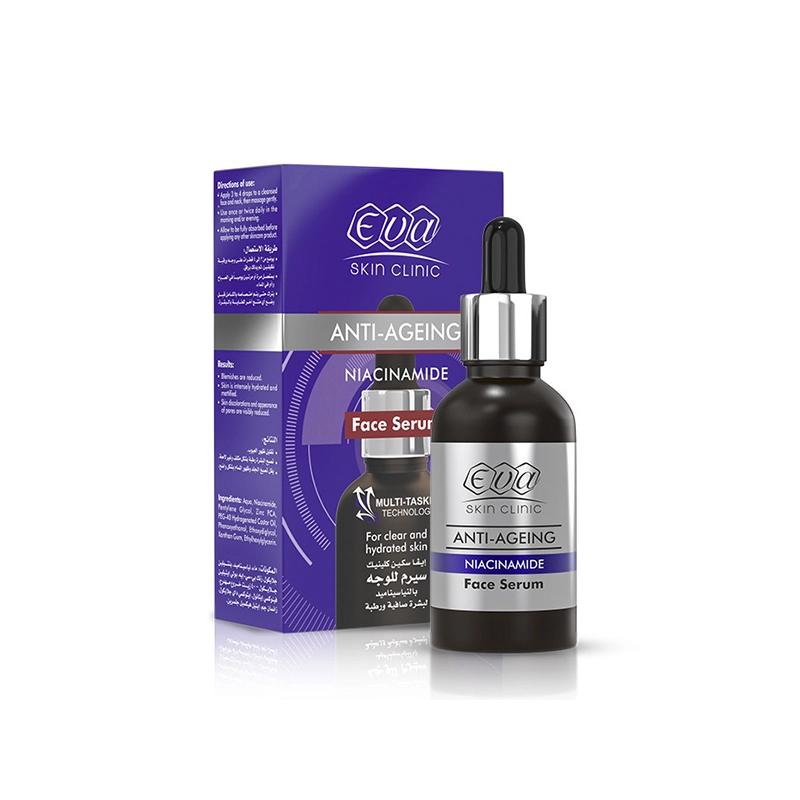 Directions of use:
• Apply 3 to 4 drops to a cleansed
face and neck, then massage gently.
• Use once or twice daily in the
morning and/or evening.
• Allow to be fully absorbed before
applying any other skincare product.
طريقة الاستعمال:
Results:
• Blemishes are reduced.
• Skin is intensely hydrated and
mattified.
• Skin discolorations and appearance
of pores are visibly reduced.
النتائج:
Ingredients: Aqua, Niacinamide,
Pentylene Glycol, Zinc PCA,
PEG-40 Hydrogenated Castor Oil,
Phenoxyethanol, Ethoxydiglycol,
Xanthan Gum, Ethylhexylglycerin.
Eva
SKIN CLINIC
ANTI-AGEING
NIACINAMIDE
Face Serum
MULTI-TASKI
TECHNOLOG
For clear and
hydrated skin
إيڤا سكين كلينيك
سيرم للوجه
بالنياسيناميد
لبشرة صافية ورطبة
Eva
SKIN CLINIC
ANTI-AGEING
NIACINAMIDE
Face Serum